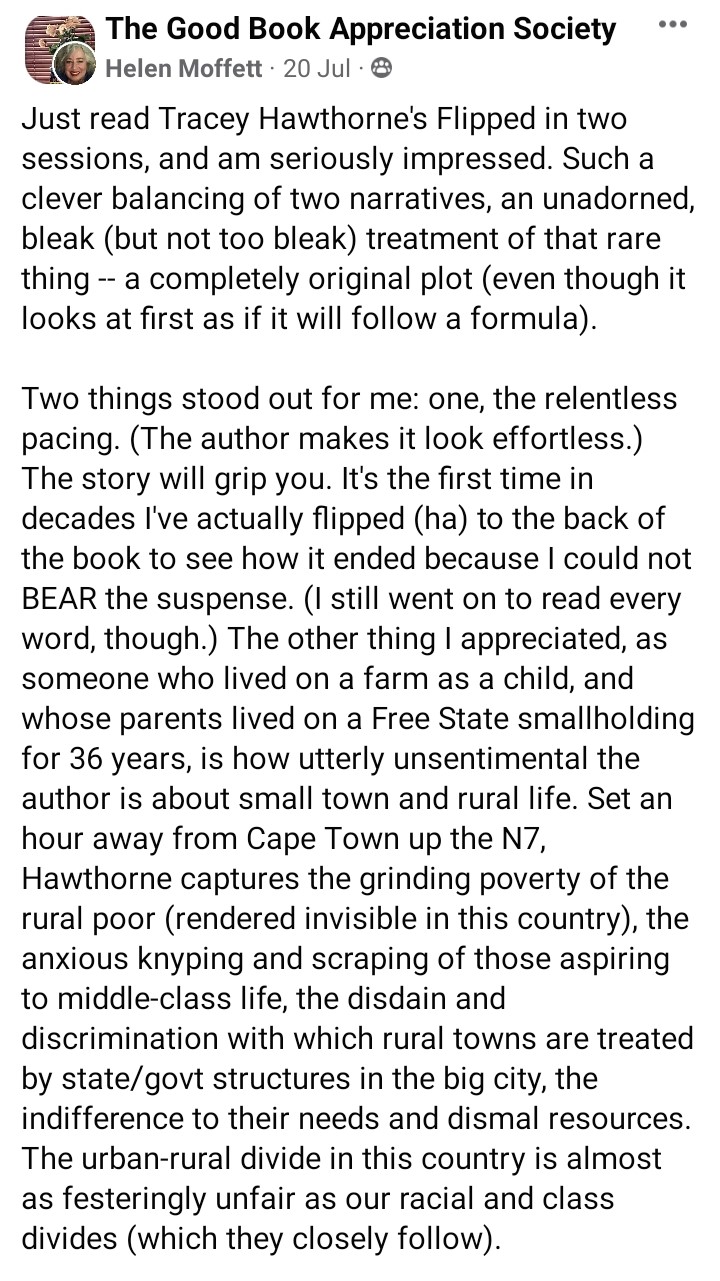 The Good Book Appreciation Society
Helen Moffett · 20 Jul ·
Just read Tracey Hawthorne's Flipped in two
sessions, and am seriously impressed. Such a
clever balancing of two narratives, an unadorned,
bleak (but not too bleak) treatment of that rare
thing -- a completely original plot (even though it
looks at first as if it will follow a formula).
Two things stood out for me: one, the relentless
pacing. (The author makes it look effortless.)
The story will grip you. It's the first time in
decades I've actually flipped (ha) to the back of
the book to see how it ended because I could not
BEAR the suspense. (I still went on to read every
word, though.) The other thing I appreciated, as
someone who lived on a farm as a child, and
whose parents lived on a Free State smallholding
for 36 years, is how utterly unsentimental the
author is about small town and rural life. Set an
hour away from Cape Town up the N7,
Hawthorne captures the grinding poverty of the
rural poor (rendered invisible in this country), the
anxious knyping and scraping of those aspiring
to middle-class life, the disdain and
discrimination with which rural towns are treated
by state/govt structures in the big city, the
indifference to their needs and dismal resources.
The urban-rural divide in this country is almost
as festeringly unfair as our racial and class
divides (which they closely follow).